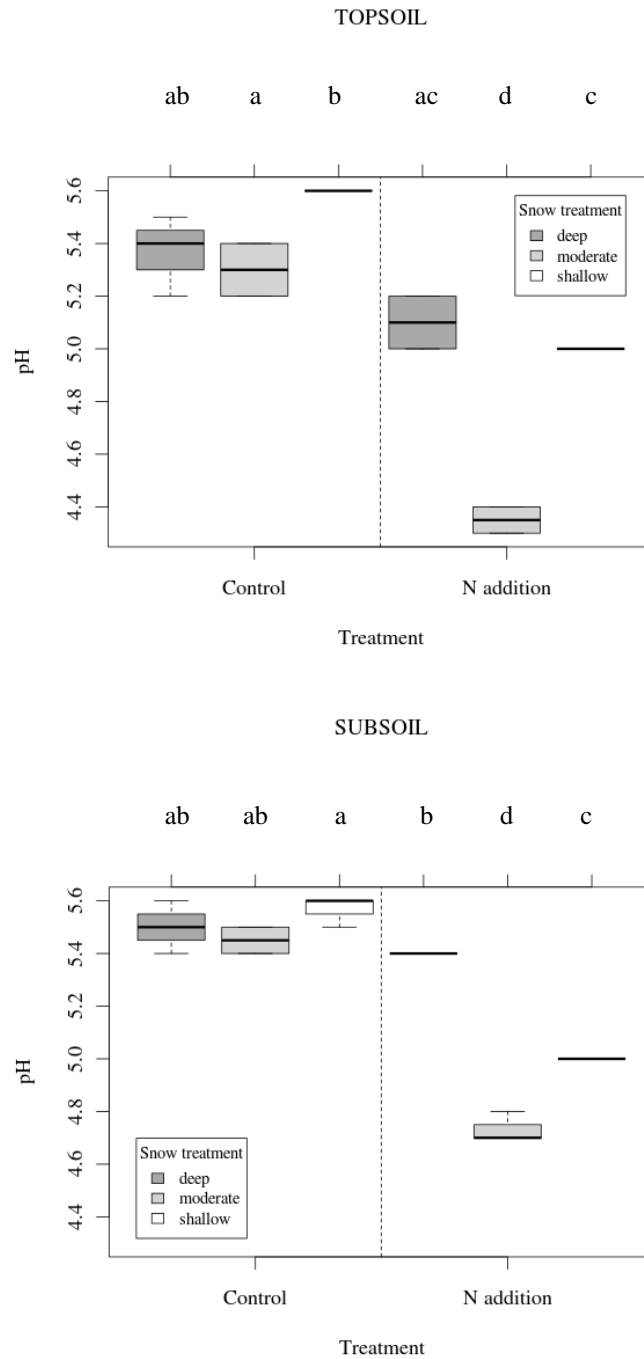 TOPSOIL
ab a b ac d c
5.6
5.4
5.2
5.0
4.8
4.6
4.4
pH
Snow treatment
deep
moderate
shallow
Control N addition
Treatment
SUBSOIL
ab ab a b d c
5.6
5.4
5.2
5.0
4.8
4.6
4.4
pH
Snow treatment
deep
moderate
shallow
Control N addition
Treatment